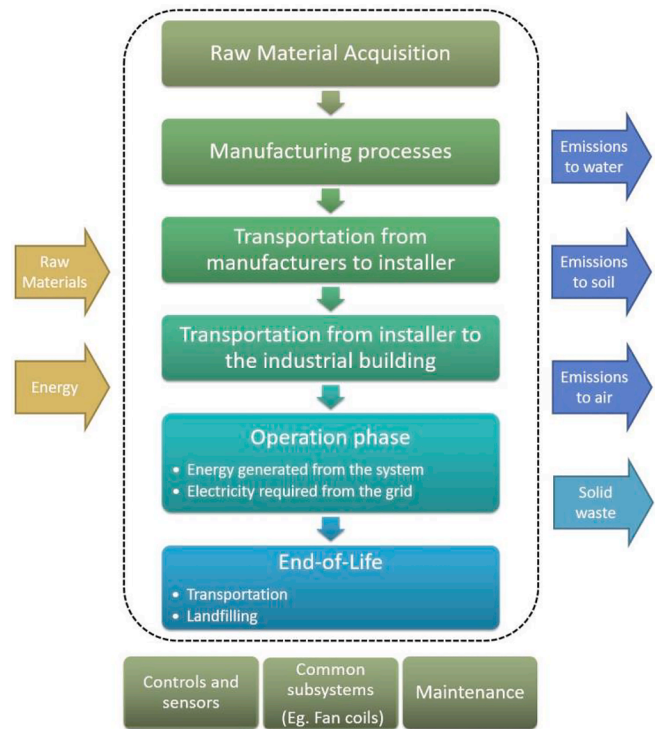 Raw Material Acquisition
Manufacturing processes
Transportation from
manufacturers to installer
Transportation from installer to
the industrial building
Operation phase
• Energy generated from the system
• Electricity required from the grid
End-of-Life
• Transportation
• Landfilling
Raw
Materials
Energy
Emissions
to water
Emissions
to soil
Emissions
to air
Solid
waste
Controls and
sensors
Common
subsystems
(Eg. Fan coils)
Maintenance